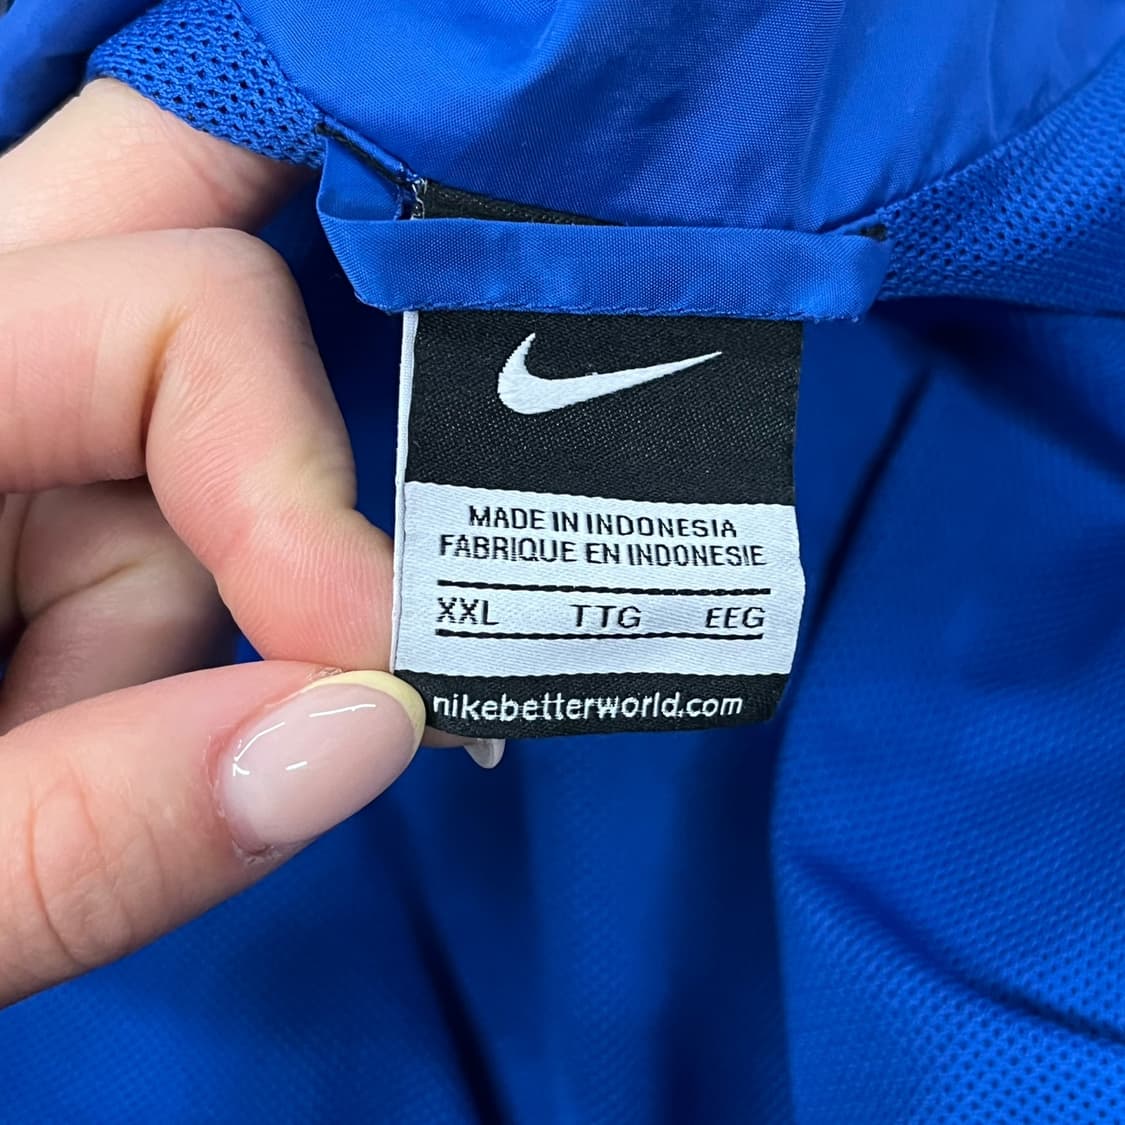 MADE IN INDONESIA
FABRIQUE EN INDONESIE
XXL TTG EEG
nikebetterworld.com